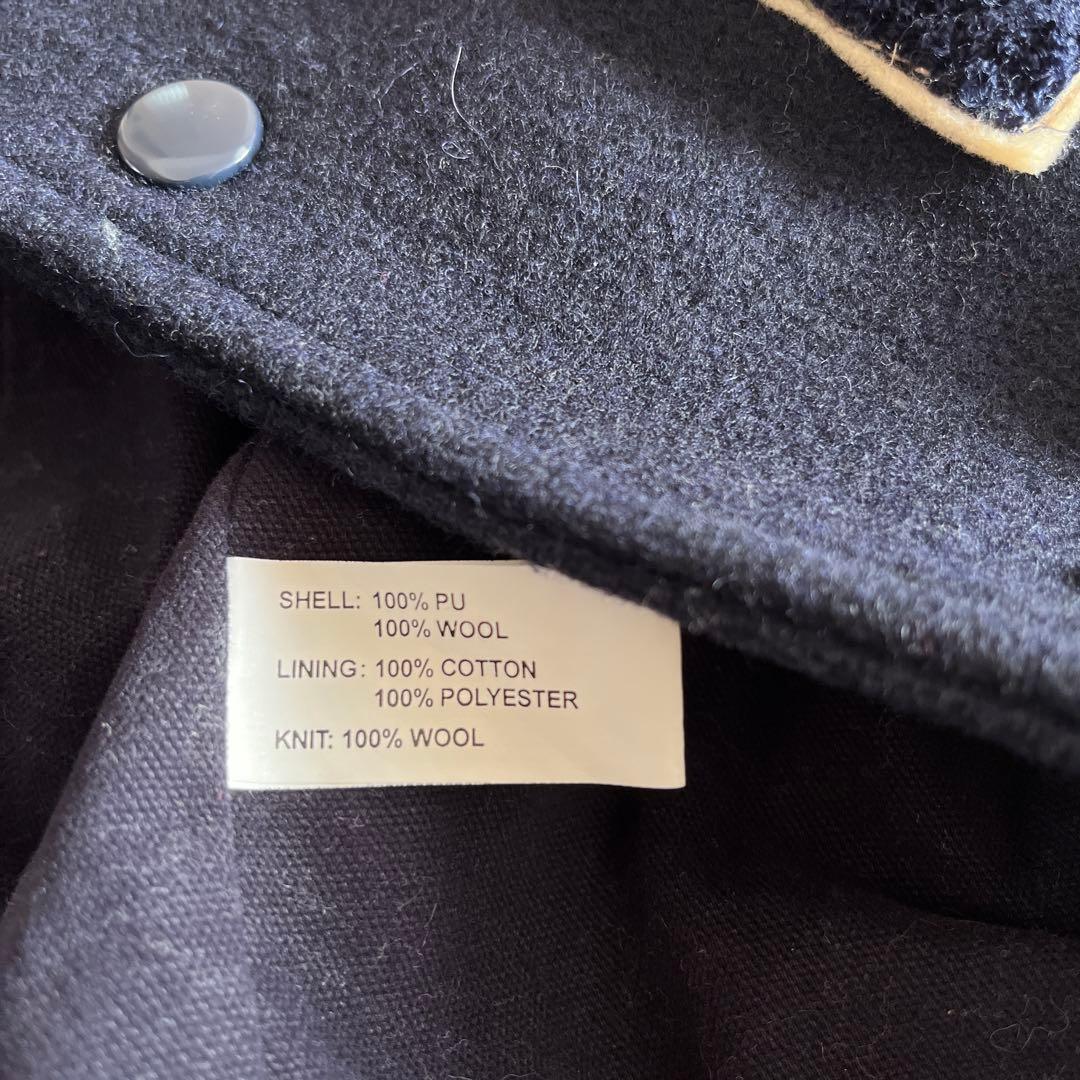 SHELL: 100% PU
100% WOOL
LINING: 100% COTTON
100% POLYESTER
KNIT: 100% WOOL